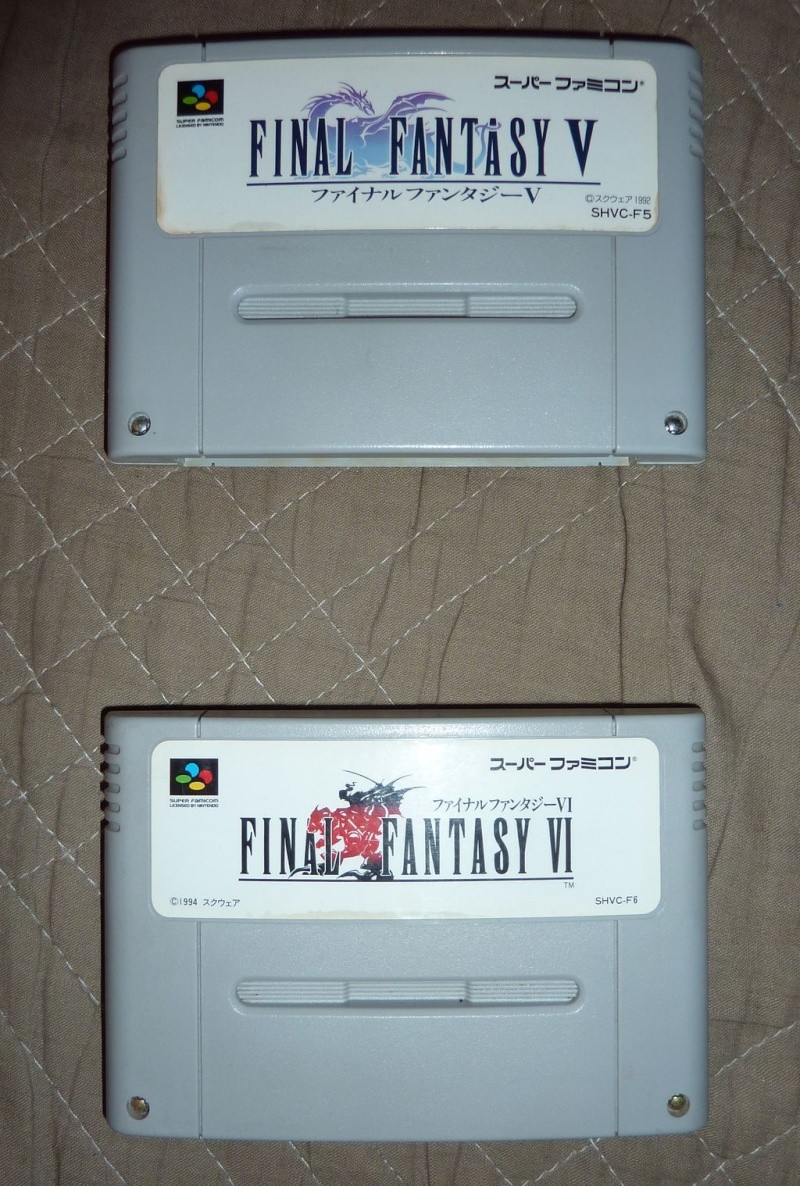 スーパーファミコン®
SUPER FAMICOM
LICENSED BY NINTENDO
FINAL FANTASY V
ファイナルファンタジーV
©スクウェア 1992
SHVC-F5
スーパーファミコン®
SUPER FAMICOM
LICENSED BY NINTENDO
ファイナルファンタジーVI
FINAL FANTASY VI
TM
©1994 スクウェア
SHVC-F6